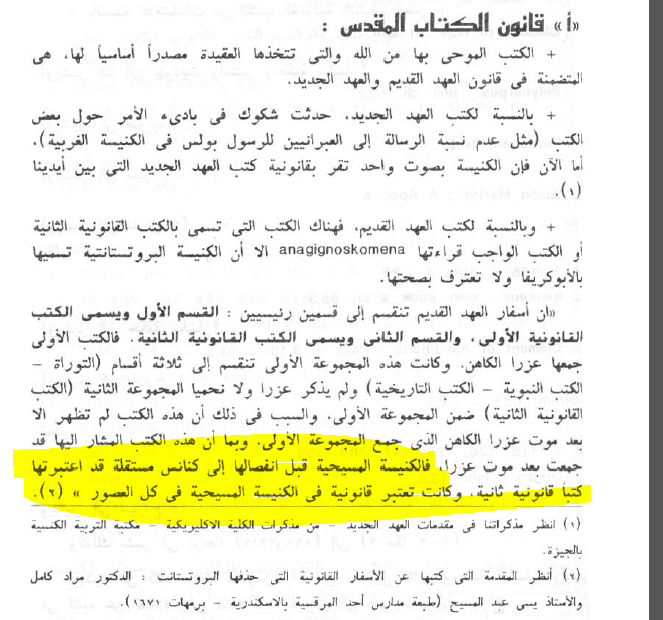 «أ» قانون الكتاب المقدس :
+ الكتب الموحى بها من الله والتى تتخذها العقيدة مصدراً أساسياً لها، هى
المتضمنة فى قانون العهد القديم والعهد الجديد.
+ بالنسبة لكتب العهد الجديد، حدثت شكوك فى بادىء الأمر حول بعض
الكتب (مثل عدم نسبة الرسالة إلى العبرانيين للرسول بولس فى الكنيسة الغربية)،
أما الآن فإن الكنيسة بصوت واحد تقر بقانونية كتب العهد الجديد التى بين أيدينا
(١).
+ وبالنسبة لكتب العهد القديم، فهناك الكتب التى تسمى بالكتب القانونية الثانية
أو الكتب الواجب قراءتها anagignoskomena الا أن الكنيسة البروتستانتية تسميها
بالأبوكريفا ولا تعترف بصحتها.
«ان أسفار العهد القديم تنقسم إلى قسمين رئيسيين : القسم الأول ويسمى الكتب
القانونية الأولى، والقسم الثانى ويسمى الكتب القانونية الثانية. فالكتب الأولى
جمعها عزرا الكاهن. وكانت هذه المجموعة الأولى تنقسم إلى ثلاثة أقسام (التوراة –
الكتب النبوية – الكتب التاريخية) ولم يذكر عزرا ولا نحميا المجموعة الثانية (الكتب
القانونية الثانية) ضمن المجموعة الأولى، والسبب فى ذلك أن هذه الكتب لم تظهر الا
بعد موت عزرا الكاهن الذى جمع المجموعة الأولى. وبما أن هذه الكتب المشار اليها قد
جمعت بعد موت عزرا، فالكنيسة المسيحية قبل انفصالها إلى كنائس مستقلة قد اعتبرتها
كتباً قانونية ثانية، وكانت تعتبر قانونية فى الكنيسة المسيحية فى كل العصور » (٢).
(١) انظر مذكراتنا فى مقدمات العهد الجديد – من مذكرات الكلية الاكليريكية – مكتبة التربية الكنسية
بالجيزة.
(٢) أنظر المقدمة التى كتبها عن الأسفار القانونية التى حذفها البروتستانت : الدكتور مراد كامل
والأستاذ يسى عبد المسيح (طبعة مدارس أحد المرقسية بالاسكندرية – برمهات ١٦٧١).